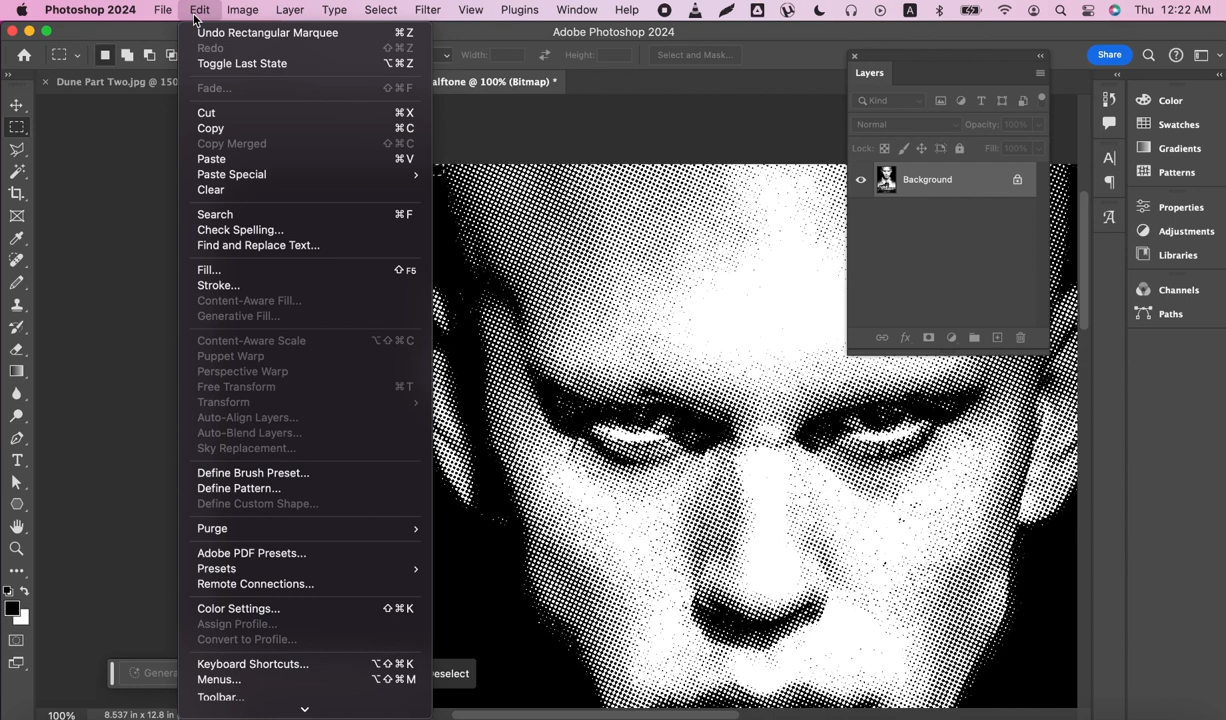 Photoshop 2024 File Edit Image Layer Type Select Filter View Plugins Window Help A Thu 12:22 AM
Undo Rectangular Marquee ⌘Z
Adobe Photoshop 2024
Redo ⇧⌘Z
Width: Height: Select and Mask... Share
Toggle Last State ⌥⌘Z
Layers
× Dune Part Two.jpg @ 150 alftone @ 100% (Bitmap) *
Fade... ⇧⌘F
Kind
Color
Cut ⌘X
Normal Opacity: 100%
Swatches
Copy ⌘C
Copy Merged ⇧⌘C
Lock: Fill: 100%
Gradients
Paste ⌘V
Patterns
Paste Special
Background
Clear
Properties
Search ⌘F
Check Spelling...
Adjustments
Find and Replace Text...
Libraries
Fill... ⇧F5
Stroke...
Channels
Content-Aware Fill...
Generative Fill...
Paths
Content-Aware Scale ⌥⇧⌘C
Puppet Warp
Perspective Warp
Free Transform ⌘T
Transform
Auto-Align Layers...
Auto-Blend Layers...
Sky Replacement...
Define Brush Preset...
Define Pattern...
Define Custom Shape...
Purge
Adobe PDF Presets...
Presets
Remote Connections...
Color Settings... ⇧⌘K
Assign Profile...
Convert to Profile...
Keyboard Shortcuts... ⌥⇧⌘K
Genera Deselect
Menus... ⌥⇧⌘M
Toolbar...
100% 8.537 in x 12.8 in